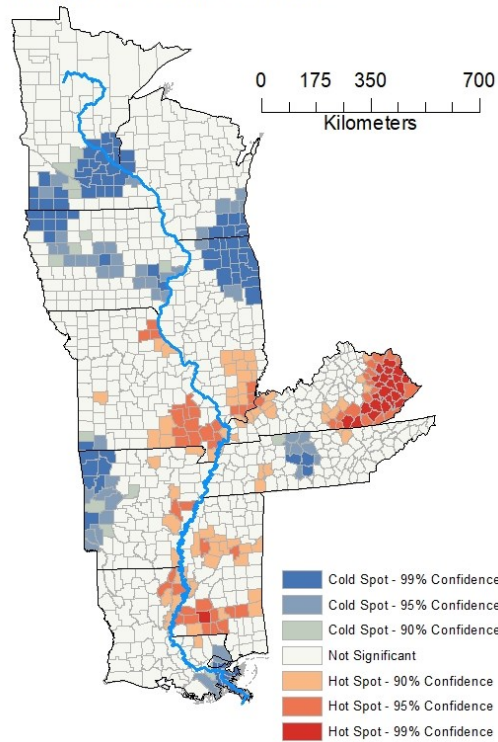 0 175 350 700
Kilometers
Cold Spot - 99% Confidence
Cold Spot - 95% Confidence
Cold Spot - 90% Confidence
Not Significant
Hot Spot - 90% Confidence
Hot Spot - 95% Confidence
Hot Spot - 99% Confidence